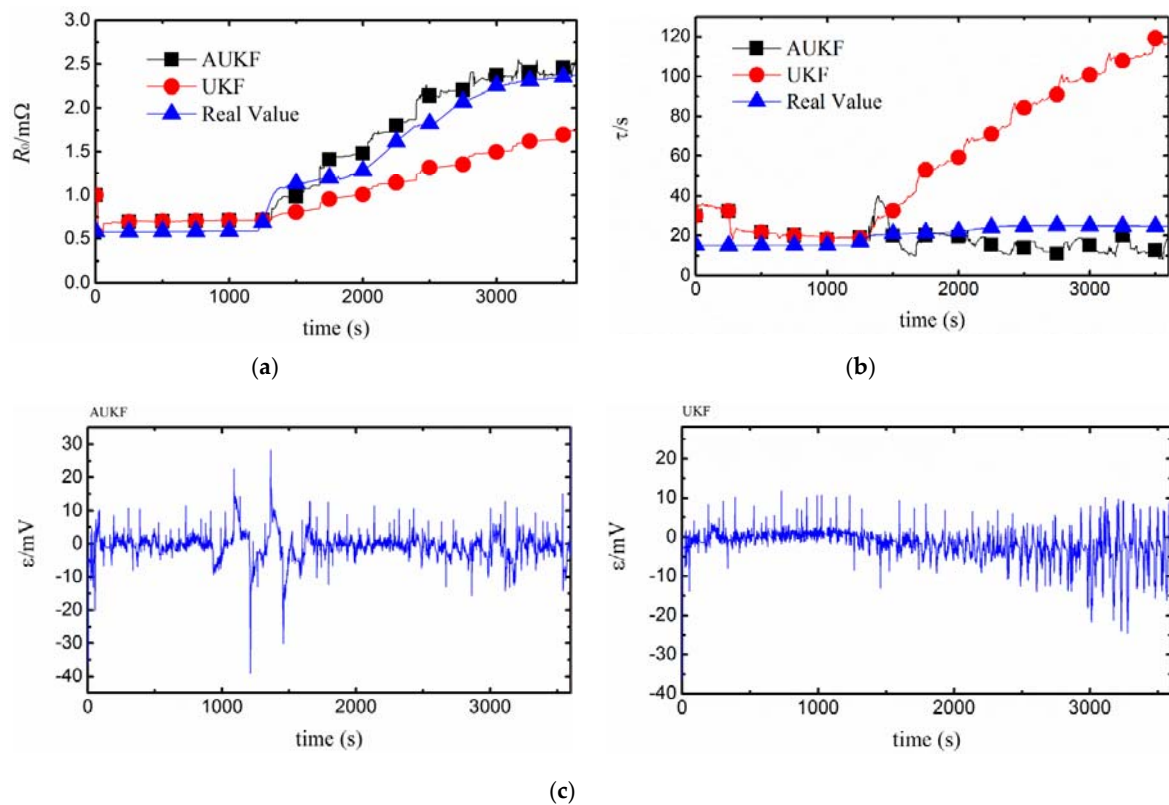 3.0
2.5
2.0
1.5
1.0
0.5
0.0
R₀/mΩ
AUKF
UKF
Real Value
0 1000 2000 3000
time (s)
(a)
120
100
80
60
40
20
0
τ/s
AUKF
UKF
Real Value
0 1000 2000 3000
time (s)
(b)
AUKF
30
20
10
0
-10
-20
-30
-40
ε/mV
0 1000 2000 3000
time (s)
UKF
20
10
0
-10
-20
-30
-40
ε/mV
0 1000 2000 3000
time (s)
(c)